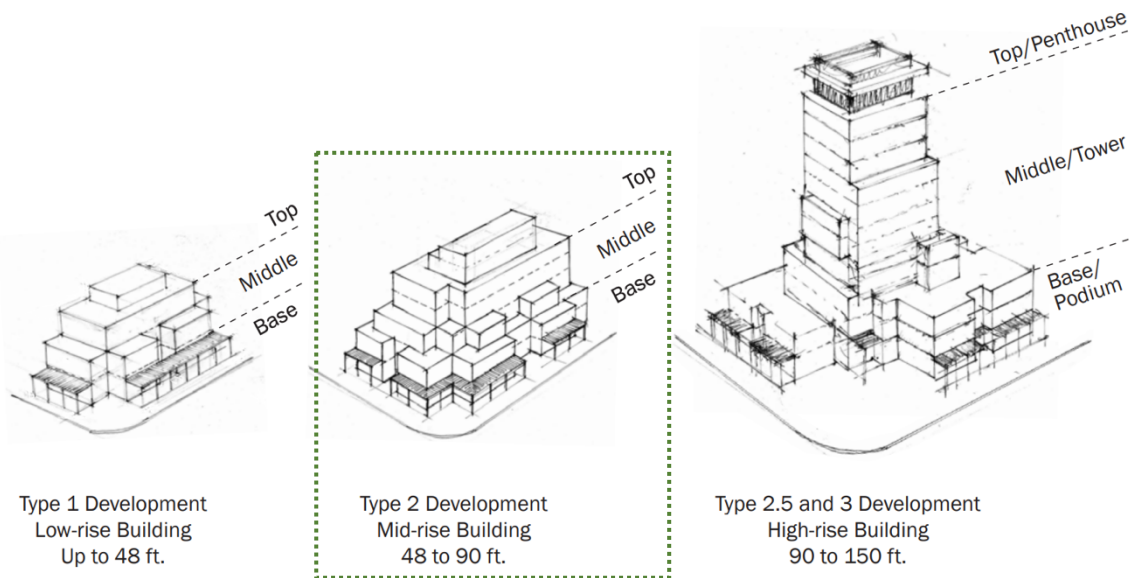 Top
Middle
Base
Type 1 Development
Low-rise Building
Up to 48 ft.
Top
Middle
Base
Type 2 Development
Mid-rise Building
48 to 90 ft.
Top/Penthouse
Middle/Tower
Base/
Podium
Type 2.5 and 3 Development
High-rise Building
90 to 150 ft.